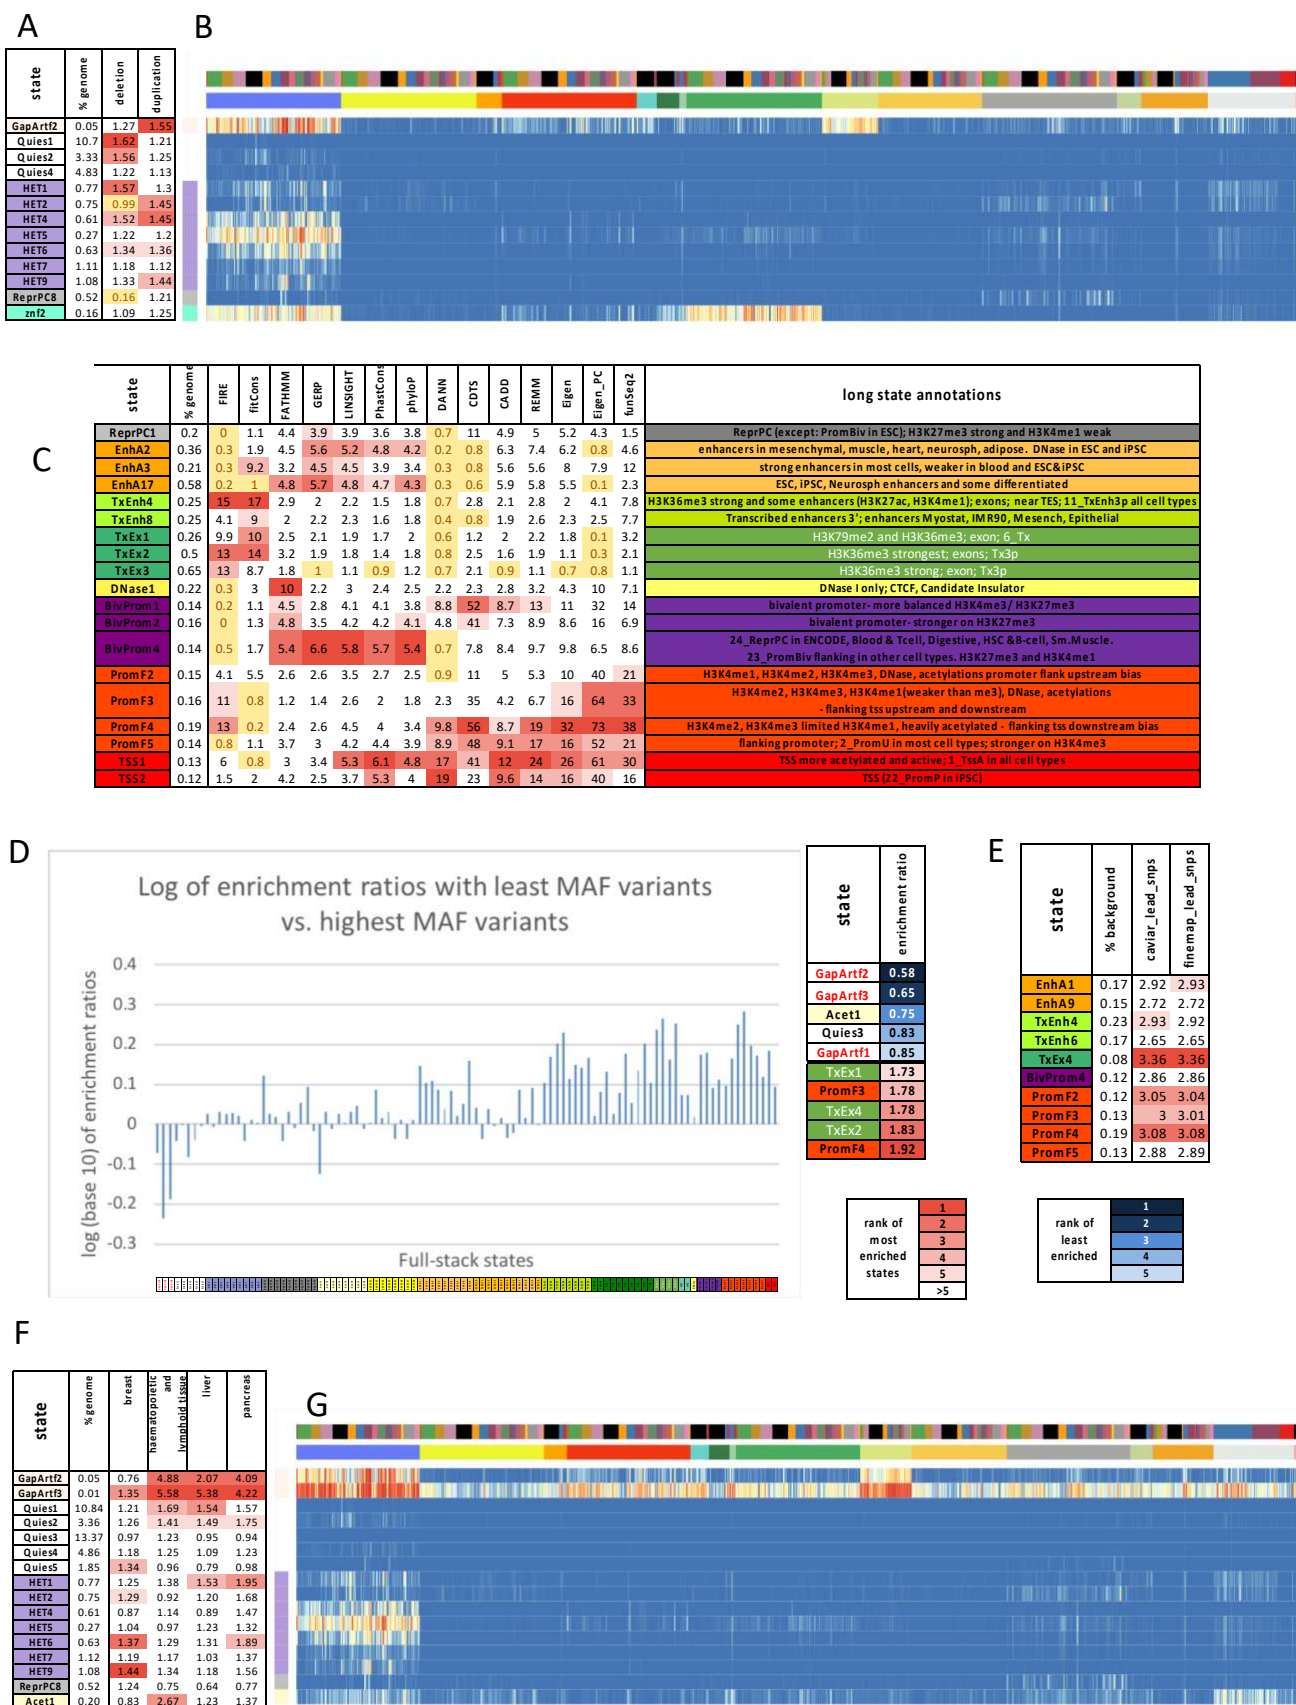 A
B
state % genome deletion duplication
GapArtf2 0.05 1.27 1.55
Quies1 10.7 1.62 1.21
Quies2 3.33 1.56 1.25
Quies4 4.83 1.22 1.13
HET1 0.77 1.57 1.3
HET2 0.75 0.99 1.45
HET4 0.61 1.52 1.45
HET5 0.27 1.22 1.2
HET6 0.63 1.34 1.36
HET7 1.11 1.18 1.12
HET9 1.08 1.33 1.44
ReprPC8 0.52 0.16 1.21
znf2 0.16 1.09 1.25
C
state % genome FIRE fitCons FATHMM GERP LINSIGHT PhastCons phyloP DANN CDTS CADD REMM Eigen Eigen_PC funSeq2 long state annotations
ReprPC1 0.2 0 1.1 4.4 3.9 3.9 3.6 3.8 0.7 11 4.9 5 5.2 4.3 1.5 ReprPC (except: PromBiv in ESC); H3K27me3 strong and H3K4me1 weak
EnhA2 0.36 0.3 1.9 4.5 5.6 5.2 4.8 4.2 0.2 0.8 6.3 7.4 6.2 0.8 4.6 enhancers in mesenchymal, muscle, heart, neurosph, adipose. DNase in ESC and iPSC
EnhA3 0.21 0.3 9.2 3.2 4.5 4.5 3.9 3.4 0.3 0.8 5.6 5.6 8 7.9 12 strong enhancers in most cells, weaker in blood and ESC&iPSC
EnhA17 0.58 0.2 1 4.8 5.7 4.8 4.7 4.3 0.3 0.6 5.9 5.8 5.5 0.1 2.3 ESC, iPSC, Neurosph enhancers and some differentiated
TxEnh4 0.25 15 17 2.9 2 2.2 1.5 1.8 0.7 2.8 2.1 2.8 2 4.1 7.8 H3K36me3 strong and some enhancers (H3K27ac, H3K4me1); exons; near TES; 11_TxEnh3p all cell types
TxEnh8 0.25 4.1 9 2 2.2 2.3 1.6 1.8 0.4 0.8 1.9 2.6 2.3 2.5 7.7 Transcribed enhancers 3'; enhancers Myostat, IMR90, Mesench, Epithelial
TxEx1 0.26 9.9 10 2.5 2.1 1.9 1.7 2 0.6 1.2 2 2.2 1.8 0.1 3.2 H3K79me2 and H3K36me3; exon; 6_Tx
TxEx2 0.5 13 14 3.2 1.9 1.8 1.4 1.8 0.8 2.5 1.6 1.9 1.1 0.3 2.1 H3K36me3 strongest; exons; Tx3p
TxEx3 0.65 13 8.7 1.8 1 1.1 0.9 1.2 0.7 2.1 0.9 1.1 0.7 0.8 1.1 H3K36me3 strong; exon; Tx3p
DNase1 0.22 0.3 3 10 2.2 3 2.4 2.5 2.2 2.3 2.8 3.2 4.3 10 7.1 DNase I only; CTCF, Candidate Insulator
BivProm1 0.14 0.2 1.1 4.5 2.8 4.1 4.1 3.8 8.8 52 8.7 13 11 32 14 bivalent promoter- more balanced H3K4me3/ H3K27me3
BivProm2 0.16 0 1.3 4.8 3.5 4.2 4.2 4.1 4.8 41 7.3 8.9 8.6 16 6.9 bivalent promoter- stronger on H3K27me3
BivProm4 0.14 0.5 1.7 5.4 6.6 5.8 5.7 5.4 0.7 7.8 8.4 9.7 9.8 6.5 8.6 24_ReprPC in ENCODE, Blood & Tcell, Digestive, HSC &B-cell, Sm.Muscle.
23_PromBiv flanking in other cell types. H3K27me3 and H3K4me1
PromF2 0.15 4.1 5.5 2.6 2.6 3.5 2.7 2.5 0.9 11 5 5.3 10 40 21 H3K4me1, H3K4me2, H3K4me3, DNase, acetylations promoter flank upstream bias
PromF3 0.16 11 0.8 1.2 1.4 2.6 2 1.8 2.3 35 4.2 6.7 16 64 33 H3K4me2, H3K4me3, H3K4me1(weaker than me3), DNase, acetylations
- flanking tss upstream and downstream
PromF4 0.19 13 0.2 2.4 2.6 4.5 4 3.4 9.8 56 8.7 19 32 73 38 H3K4me2, H3K4me3 limited H3K4me1, heavily acetylated - flanking tss downstream bias
PromF5 0.14 0.8 1.1 3.7 3 4.2 4.4 3.9 8.9 48 9.1 17 16 52 21 flanking promoter; 2_PromU in most cell types; stronger on H3K4me3
TSS1 0.13 6 0.8 3 3.4 5.3 6.1 4.8 17 41 12 24 26 61 30 TSS more acetylated and active; 1_TssA in all cell types
TSS2 0.12 1.5 2 4.2 2.5 3.7 5.3 4 19 23 9.6 14 16 40 16 TSS (22_PromP in iPSC)
D
Log of enrichment ratios with least MAF variants
vs. highest MAF variants
log (base 10) of enrichment ratios
0.4
0.3
0.2
0.1
0
-0.1
-0.2
-0.3
Full-stack states
state enrichment ratio
GapArtf2 0.58
GapArtf3 0.65
Acet1 0.75
Quies3 0.83
GapArtf1 0.85
TxEx1 1.73
PromF3 1.78
TxEx4 1.78
TxEx2 1.83
PromF4 1.92
E
state % background caviar_lead_snps finemap_lead_snps
EnhA1 0.17 2.92 2.93
EnhA9 0.15 2.72 2.72
TxEnh4 0.23 2.93 2.92
TxEnh6 0.17 2.65 2.65
TxEx4 0.08 3.36 3.36
BivProm4 0.12 2.86 2.86
PromF2 0.12 3.05 3.04
PromF3 0.13 3 3.01
PromF4 0.19 3.08 3.08
PromF5 0.13 2.88 2.89
rank of most enriched states 1 2 3 4 5 >5
rank of least enriched 1 2 3 4 5
F
state % genome breast haematopoietic and lymphoid tissue liver pancreas
GapArtf2 0.05 0.76 4.88 2.07 4.09
GapArtf3 0.01 1.35 5.58 5.38 4.22
Quies1 10.84 1.21 1.69 1.54 1.57
Quies2 3.36 1.26 1.41 1.49 1.75
Quies3 13.37 0.97 1.23 0.95 0.94
Quies4 4.86 1.18 1.25 1.09 1.23
Quies5 1.85 1.34 0.96 0.79 0.98
HET1 0.77 1.25 1.38 1.53 1.95
HET2 0.75 1.29 0.92 1.20 1.68
HET4 0.61 0.87 1.14 0.89 1.47
HET5 0.27 1.04 0.97 1.23 1.32
HET6 0.63 1.37 1.29 1.31 1.89
HET7 1.12 1.19 1.17 1.03 1.37
HET9 1.08 1.44 1.34 1.18 1.56
ReprPC8 0.52 1.24 0.75 0.64 0.77
Acet1 0.20 0.83 2.67 1.23 1.37
G